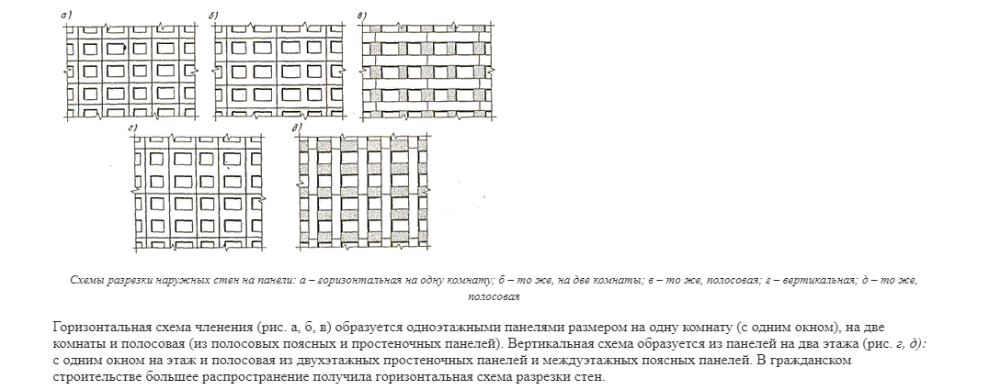 а)
б)
в)
г)
д)
Схемы разрезки наружных стен на панели: а – горизонтальная на одну комнату; б – то же, на две комнаты; в – то же, полосовая; г – вертикальная; д – то же,
полосовая
Горизонтальная схема членения (рис. а, б, в) образуется одноэтажными панелями размером на одну комнату (с одним окном), на две
комнаты и полосовая (из полосовых поясных и простеночных панелей). Вертикальная схема образуется из панелей на два этажа (рис. г, д):
с одним окном на этаж и полосовая из двухэтажных простеночных панелей и междуэтажных поясных панелей. В гражданском
строительстве большее распространение получила горизонтальная схема разрезки стен.